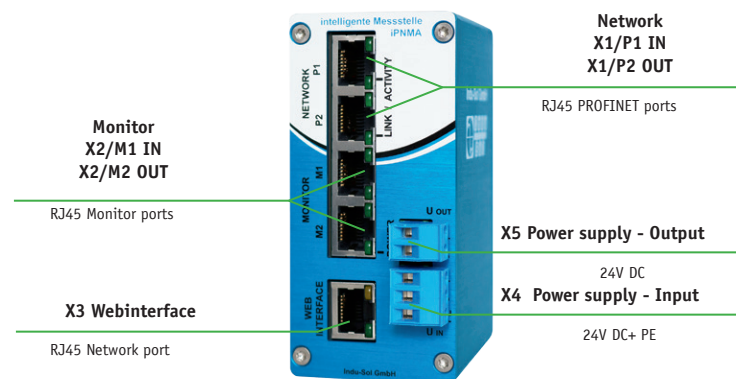 intelligente Messstelle
iPNMA
Network
X1/P1 IN
X1/P2 OUT
RJ45 PROFINET ports
NETWORK
P1
P2
LINK
ACTIVITY
Monitor
X2/M1 IN
X2/M2 OUT
RJ45 Monitor ports
MONITOR
M1
M2
U OUT
X5 Power supply - Output
24V DC
X4 Power supply - Input
24V DC+ PE
U IN
X3 Webinterface
RJ45 Network port
WEB
INTERFACE
Indu-Sol GmbH